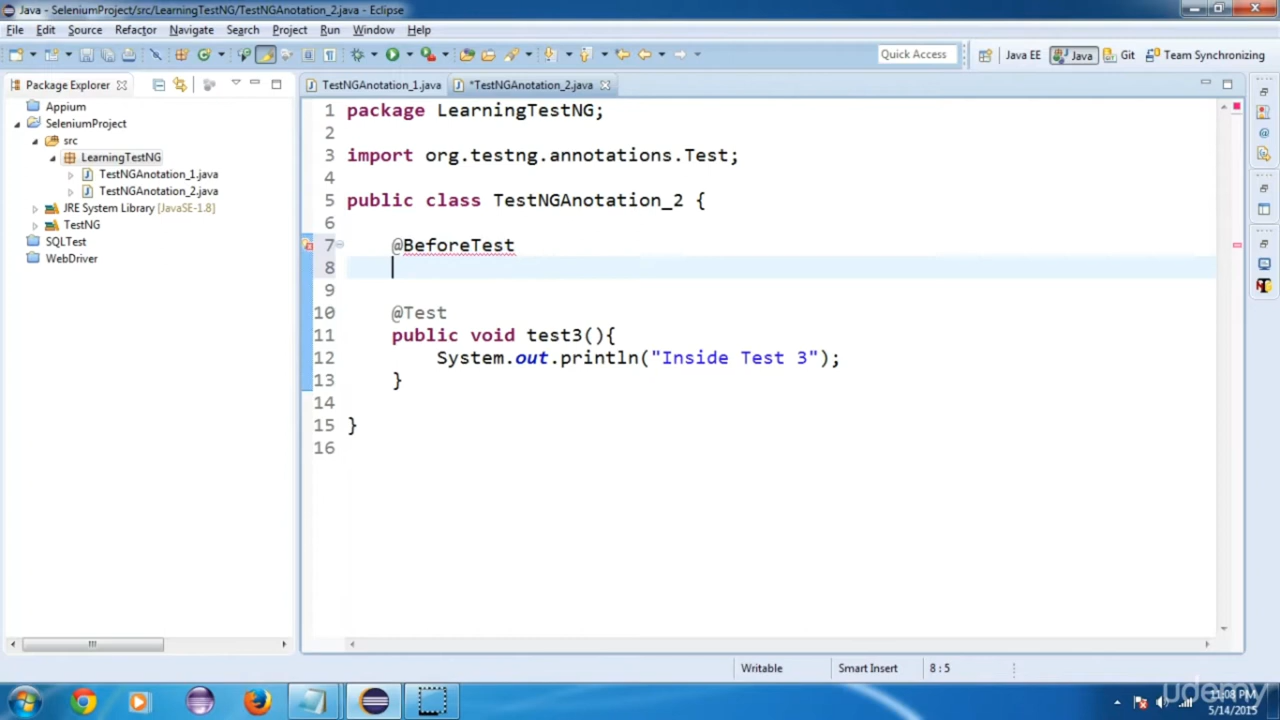 Java - SeleniumProject/src/LearningTestNG/TestNGAnotation_2.java - Eclipse
File Edit Source Refactor Navigate Search Project Run Window Help
Quick Access Java EE Java Git Team Synchronizing
Package Explorer
TestNGAnotation_1.java *TestNGAnotation_2.java
Appium
SeleniumProject
src
LearningTestNG
TestNGAnotation_1.java
TestNGAnotation_2.java
JRE System Library [JavaSE-1.8]
TestNG
SQLTest
WebDriver
1 package LearningTestNG;
2
3 import org.testng.annotations.Test;
4
5 public class TestNGAnotation_2 {
6
7 @BeforeTest
8
9
10 @Test
11 public void test3(){
12 System.out.println("Inside Test 3");
13 }
14
15 }
16
Writable Smart Insert 8 : 5
udemy
11:08 PM
5/14/2015